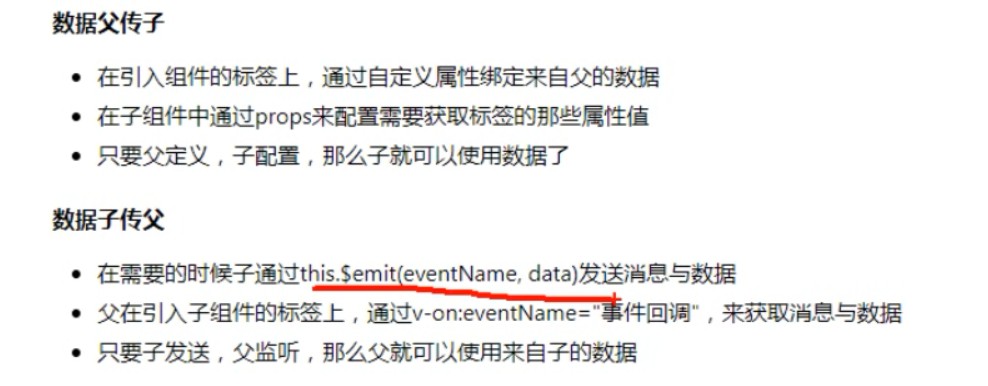 数据父传子
在引入组件的标签上，通过自定义属性绑定来自父的数据
在子组件中通过props来配置需要获取标签的那些属性值
只要父定义，子配置，那么子就可以使用数据了
数据子传父
在需要的时候子通过this.$emit(eventName, data)发送消息与数据
父在引入子组件的标签上，通过v-on:eventName="事件回调"，来获取消息与数据
只要子发送，父监听，那么父就可以使用来自子的数据